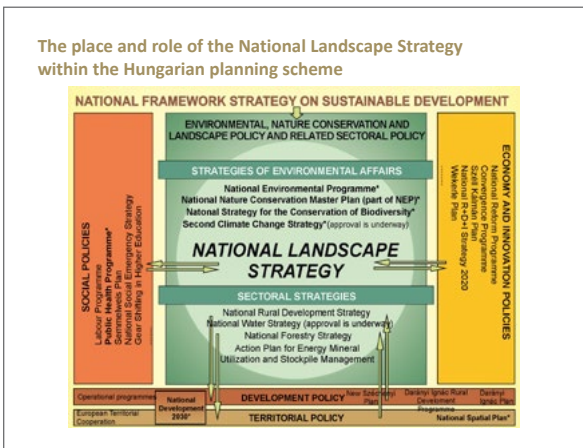 The place and role of the National Landscape Strategy
within the Hungarian planning scheme
NATIONAL FRAMEWORK STRATEGY ON SUSTAINABLE DEVELOPMENT
ENVIRONMENTAL, NATURE CONSERVATION AND
LANDSCAPE POLICY AND RELATED SECTORAL POLICY
STRATEGIES OF ENVIRONMENTAL AFFAIRS
National Environmental Programme*
National Nature Conservation Master Plan (part of NEP)*
National Strategy for the Conservation of Biodiversity*
Second Climate Change Strategy*(approval is underway)
NATIONAL LANDSCAPE
STRATEGY
SECTORAL STRATEGIES
National Rural Development Strategy
National Water Strategy (approval is underway)
National Forestry Strategy
Action Plan for Energy Mineral
Utilization and Stockpile Management
SOCIAL POLICIES
Labour Programme
Public Health Programme*
Semmelweis Plan
National Social Emergency Strategy
Gear Shifting in Higher Education
ECONOMY AND INNOVATION POLICIES
National Reform Programme
Convergence Programme
Széll Kálmán Plan
National R+D+I Strategy 2020
Wekerle Plan
........
Operational programmes
National
Development
2030*
DEVELOPMENT POLICY
New Széchenyi
Plan
Darányi Ignác Rural
Development
Programme
Darányi
Ignác Plan
European Territorial
Cooperation
TERRITORIAL POLICY
National Spatial Plan*